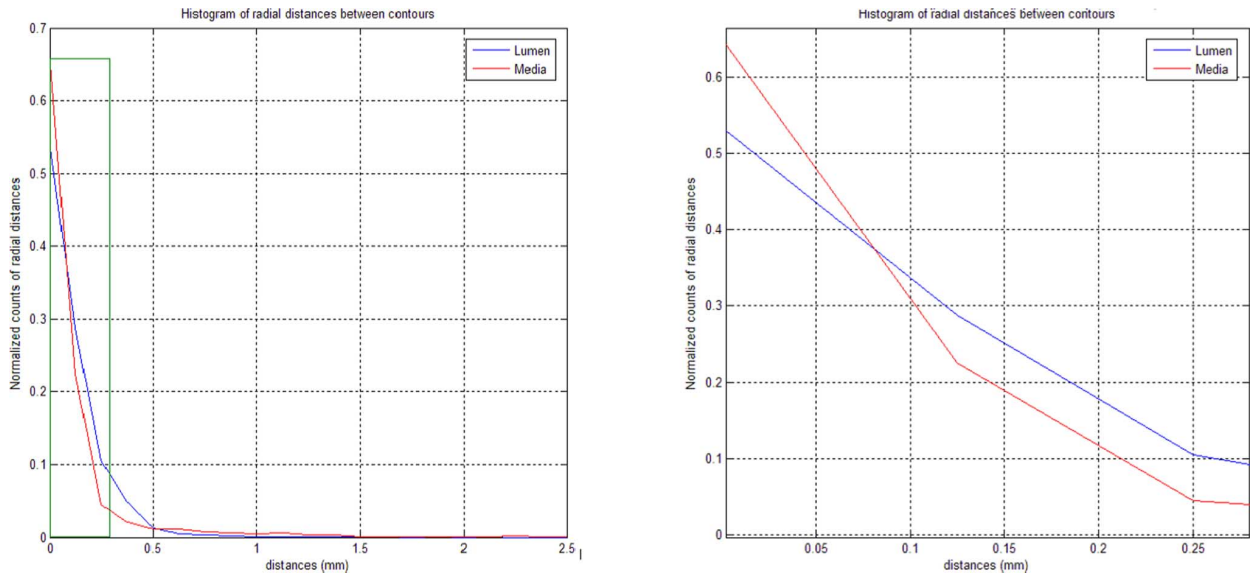 Histogram of radial distances between contours
Lumen
Media
Normalized counts of radial distances
0.7
0.6
0.5
0.4
0.3
0.2
0.1
0
0 0.5 1 1.5 2 2.5
distances (mm)
Histogram of radial distances between contours
Lumen
Media
Normalized counts of radial distances
0.6
0.5
0.4
0.3
0.2
0.1
0
0.05 0.1 0.15 0.2 0.25
distances (mm)